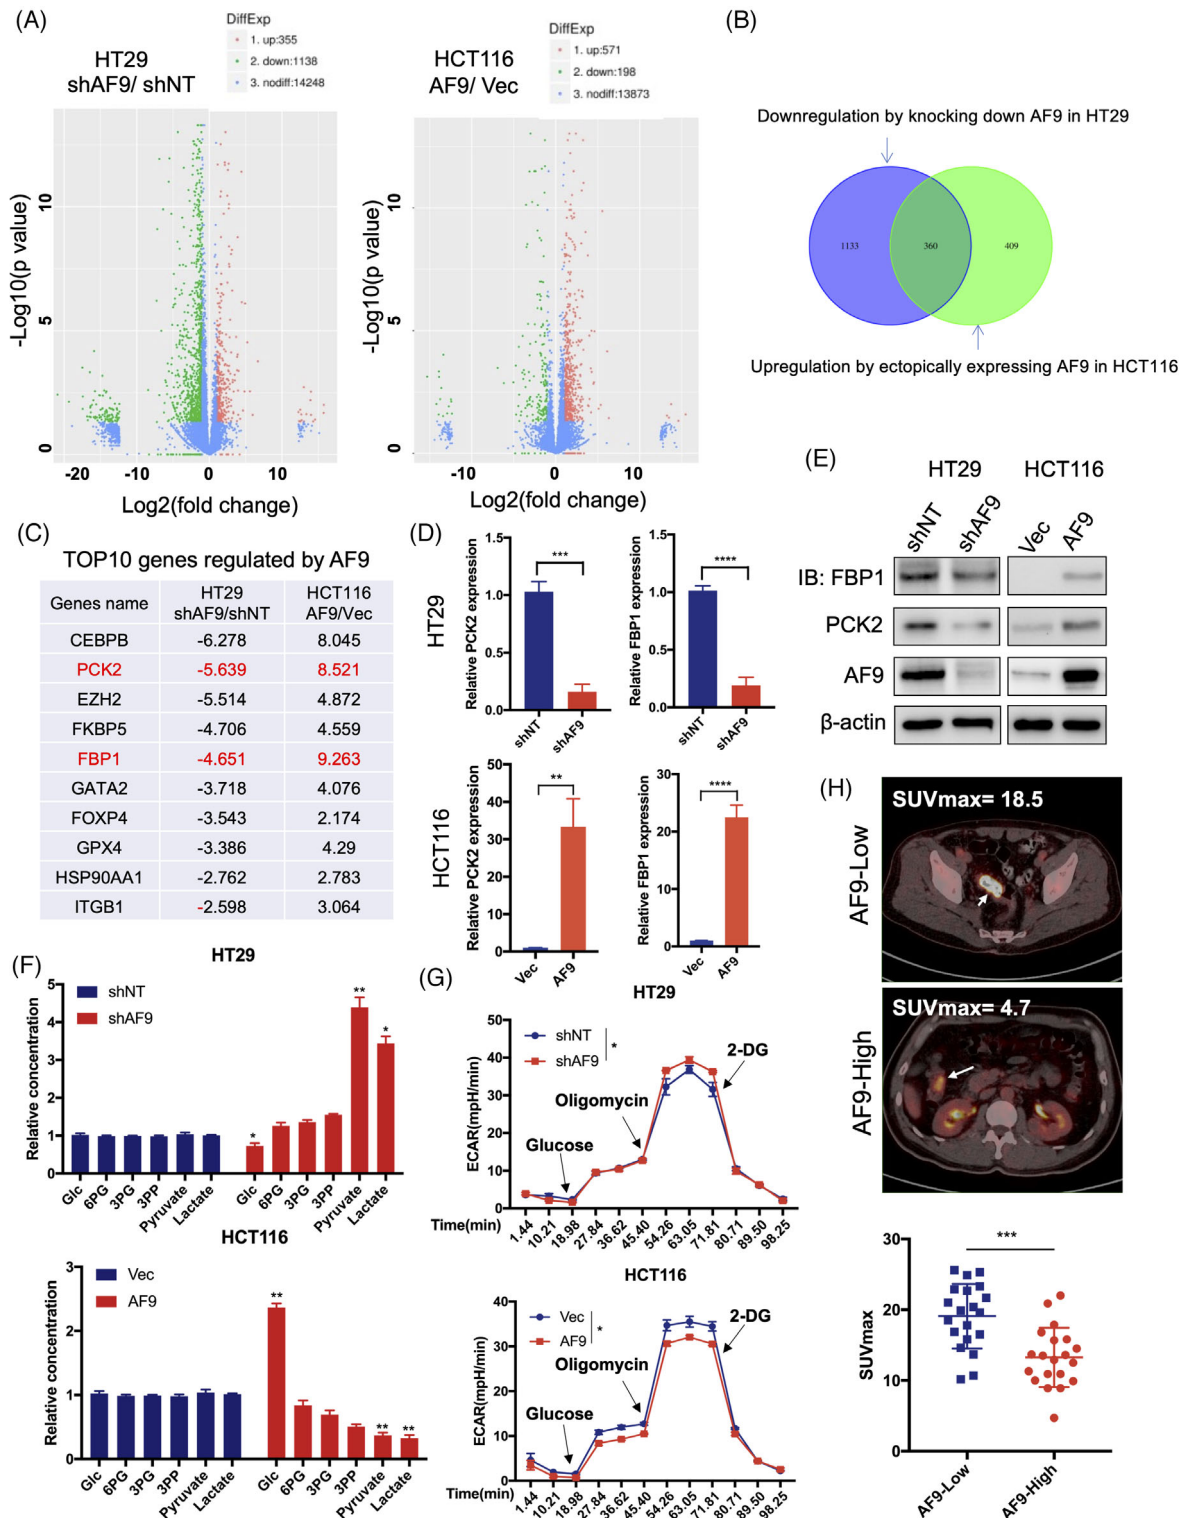 (A)
HT29
shAF9/ shNT
DiffExp
1. up:355
2. down:1138
3. nodiff:14248
HCT116
AF9/ Vec
DiffExp
1. up:571
2. down:198
3. nodiff:13873
-Log10(p value)
10
5
0
-20
-10
0
10
Log2(fold change)
-Log10(p value)
10
5
0
-10
0
10
Log2(fold change)
(B)
Downregulation by knocking down AF9 in HT29
1133
360
409
Upregulation by ectopically expressing AF9 in HCT116
(C)
TOP10 genes regulated by AF9
Genes name
HT29
shAF9/shNT
HCT116
AF9/Vec
CEBPB -6.278 8.045
PCK2 -5.639 8.521
EZH2 -5.514 4.872
FKBP5 -4.706 4.559
FBP1 -4.651 9.263
GATA2 -3.718 4.076
FOXP4 -3.543 2.174
GPX4 -3.386 4.29
HSP90AA1 -2.762 2.783
ITGB1 -2.598 3.064
(D)
HT29
Relative PCK2 expression
1.5
1.0
0.5
0.0
***
shNT
shAF9
Relative FBP1 expression
1.5
1.0
0.5
0.0
****
shNT
shAF9
HCT116
Relative PCK2 expression
50
40
30
20
10
0
**
Vec
AF9
Relative FBP1 expression
30
20
10
0
****
Vec
AF9
(E)
HT29
HCT116
shNT
shAF9
Vec
AF9
IB: FBP1
PCK2
AF9
β-actin
(F)
HT29
Relative concentration
5
4
3
2
1
0
shNT
shAF9
*
**
*
Glc
6PG
3PG
3PP
Pyruvate
Lactate
Glc
6PG
3PG
3PP
Pyruvate
Lactate
HCT116
Relative concentration
3
2
1
0
Vec
AF9
**
**
**
Glc
6PG
3PG
3PP
Pyruvate
Lactate
Glc
6PG
3PG
3PP
Pyruvate
Lactate
(G)
HT29
ECAR(mpH/min)
50
40
30
20
10
0
shNT
shAF9
*
Glucose
Oligomycin
2-DG
Time(min)
1.44
10.21
18.98
27.84
36.62
45.40
54.26
63.05
71.81
80.71
89.50
98.25
HCT116
ECAR(mpH/min)
40
30
20
10
0
Vec
AF9
*
Glucose
Oligomycin
2-DG
Time(min)
1.44
10.21
18.98
27.84
36.62
45.40
54.26
63.05
71.81
80.71
89.50
98.25
(H)
AF9-Low
SUVmax= 18.5
AF9-High
SUVmax= 4.7
SUVmax
30
20
10
0
***
AF9-Low
AF9-High